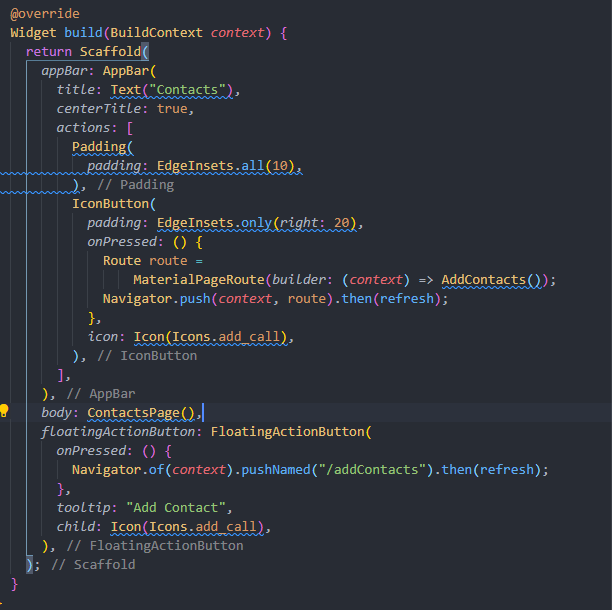 @override
Widget build(BuildContext context) {
  return Scaffold(
    appBar: AppBar(
      title: Text("Contacts"),
      centerTitle: true,
      actions: [
        Padding(
          padding: EdgeInsets.all(10),
        ), // Padding
        IconButton(
          padding: EdgeInsets.only(right: 20),
          onPressed: () {
            Route route =
                MaterialPageRoute(builder: (context) => AddContacts());
            Navigator.push(context, route).then(refresh);
          },
          icon: Icon(Icons.add_call),
        ), // IconButton
      ],
    ), // AppBar
    body: ContactsPage(),
    floatingActionButton: FloatingActionButton(
      onPressed: () {
        Navigator.of(context).pushNamed("/addContacts").then(refresh);
      },
      tooltip: "Add Contact",
      child: Icon(Icons.add_call),
    ), // FloatingActionButton
  ); // Scaffold
}